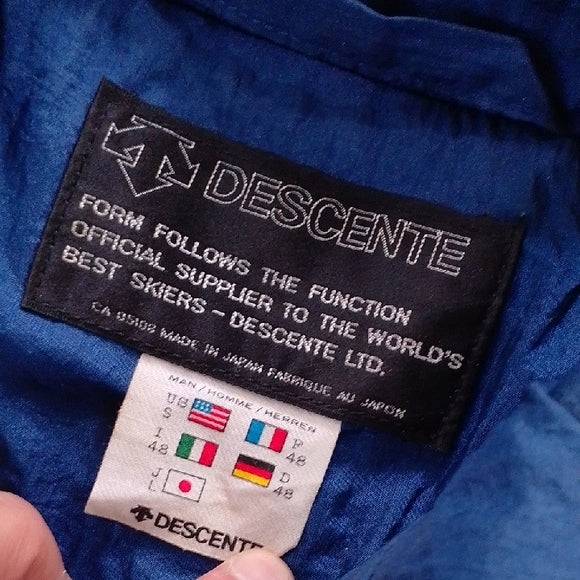 DESCENTE
FORM FOLLOWS THE FUNCTION
OFFICIAL SUPPLIER TO THE WORLD'S
BEST SKIERS - DESCENTE LTD.
CA 05108 MADE IN JAPAN FABRIQUE AU JAPON
MAN/HOMME/HERREN
US S
F 48
I 48
D 48
J L
DESCENTE